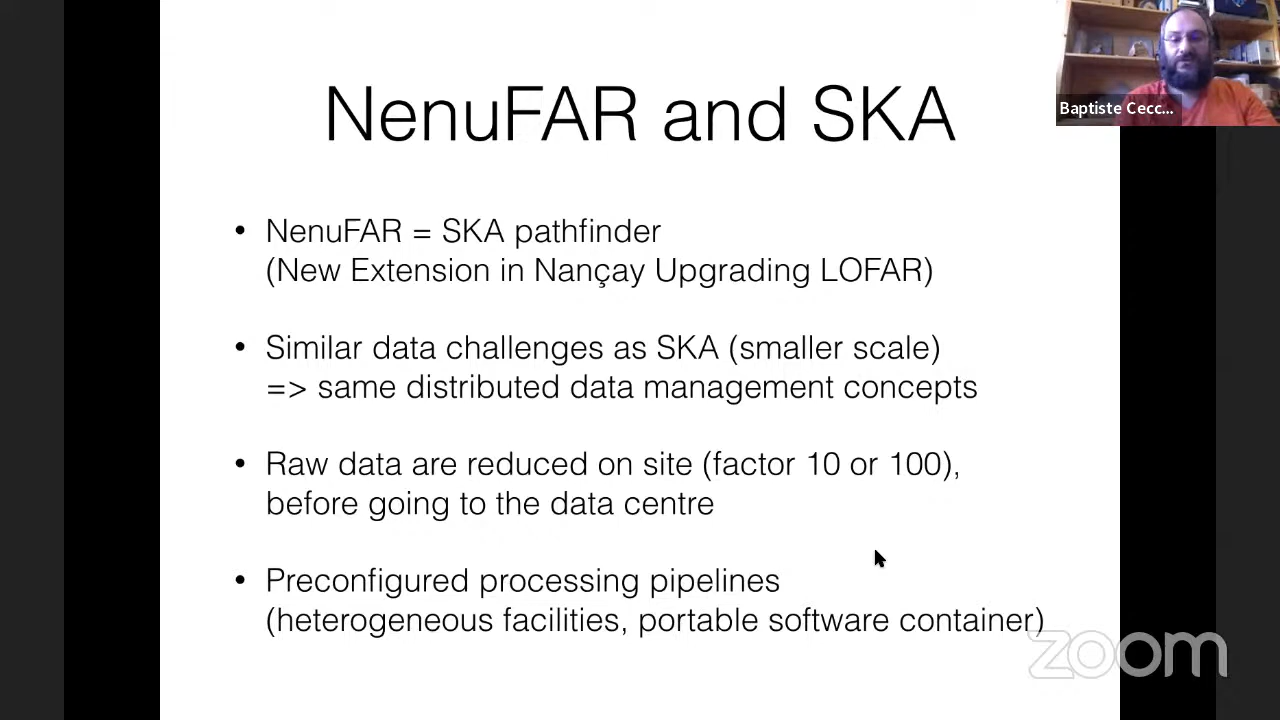 NenuFAR and SKA
Baptiste Cecc...
• NenuFAR = SKA pathfinder
(New Extension in Nançay Upgrading LOFAR)
• Similar data challenges as SKA (smaller scale)
=> same distributed data management concepts
• Raw data are reduced on site (factor 10 or 100),
before going to the data centre
• Preconfigured processing pipelines
(heterogeneous facilities, portable software container)
zoom